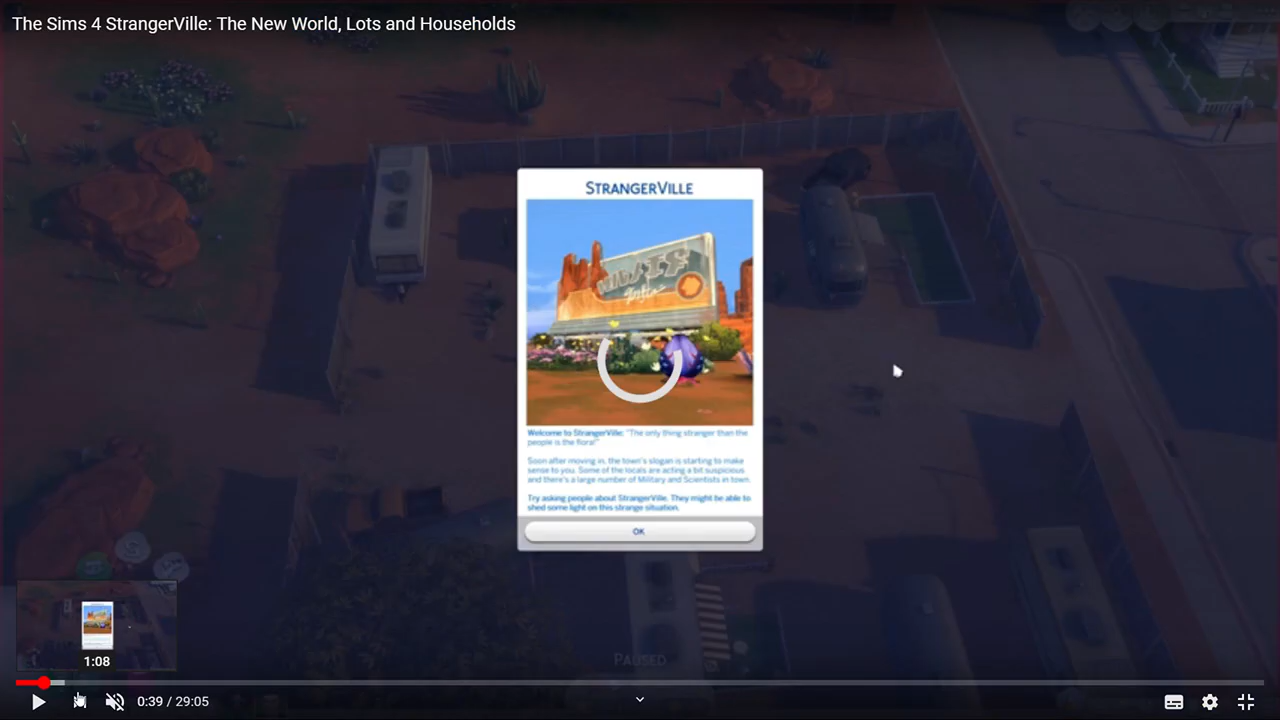 The Sims 4 StrangerVille: The New World, Lots and Households
STRANGERVILLE
Welcome to StrangerVille: "The only thing stranger than the
people is the flora!"
Soon after moving in, the town's slogan is starting to make
sense to you. Some of the locals are acting a bit suspicious
and there's a large number of Military and Scientists in town.
Try asking people about StrangerVille. They might be able to
shed some light on this strange situation.
OK
1:08
PAUSED
0:39 / 29:05